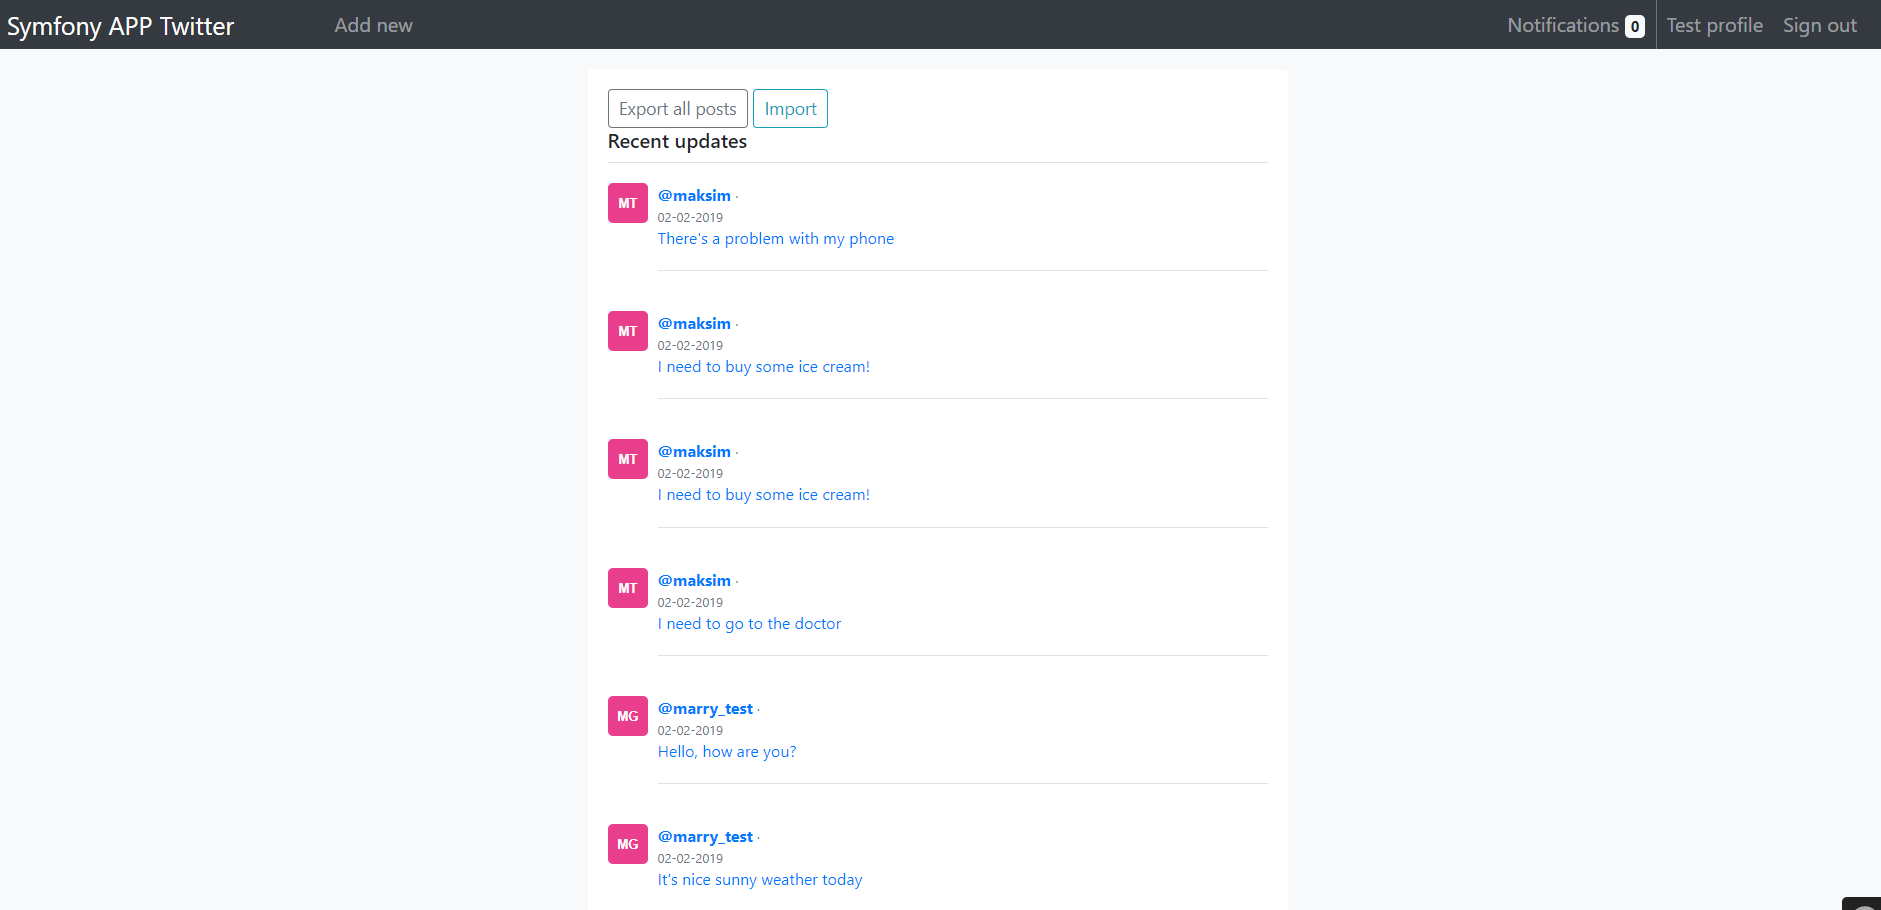 Symfony APP Twitter Add new Notifications 0 Test profile Sign out
Export all posts Import
Recent updates
MT @maksim ·
02-02-2019
There's a problem with my phone
MT @maksim ·
02-02-2019
I need to buy some ice cream!
MT @maksim ·
02-02-2019
I need to buy some ice cream!
MT @maksim ·
02-02-2019
I need to go to the doctor
MG @marry_test ·
02-02-2019
Hello, how are you?
MG @marry_test ·
02-02-2019
It's nice sunny weather today